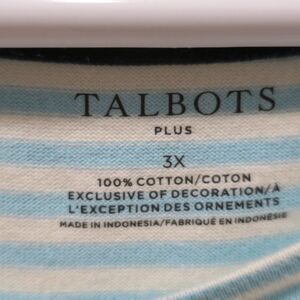 TALBOTS
PLUS
3X
100% COTTON/COTON
EXCLUSIVE OF DECORATION/À
L'EXCEPTION DES ORNEMENTS
MADE IN INDONESIA/FABRIQUÉ EN INDONÉSIE